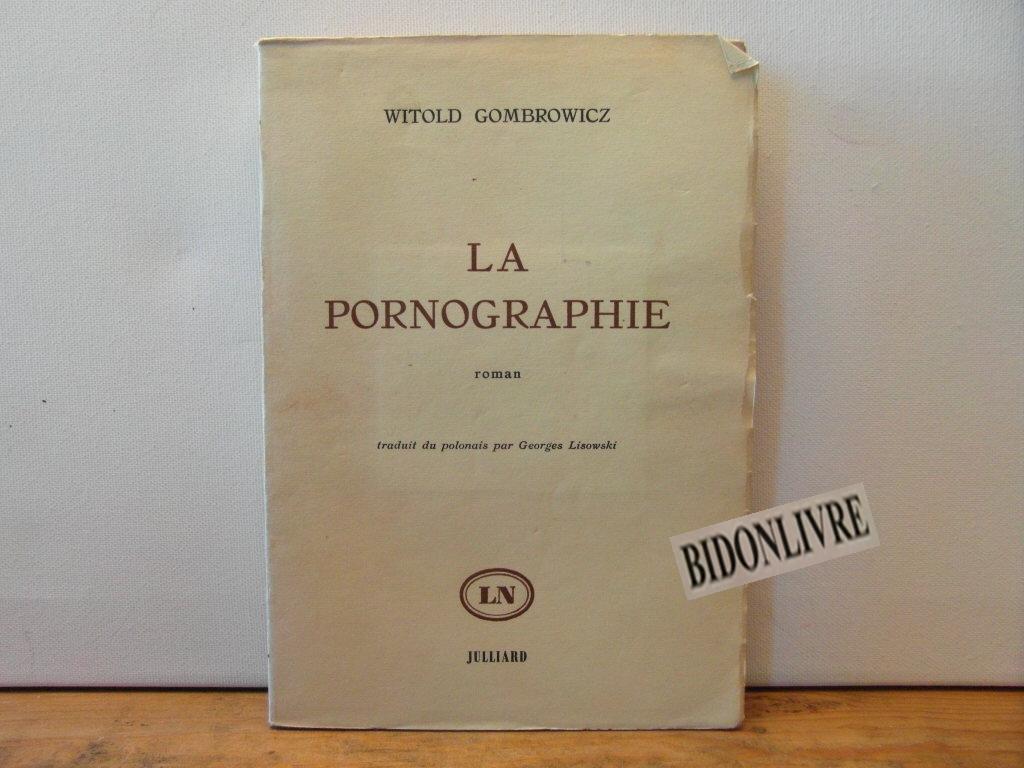 WITOLD GOMBROWICZ
LA
PORNOGRAPHIE
roman
traduit du polonais par Georges Lisowski
BIDONLIVRE
LN
JULLIARD